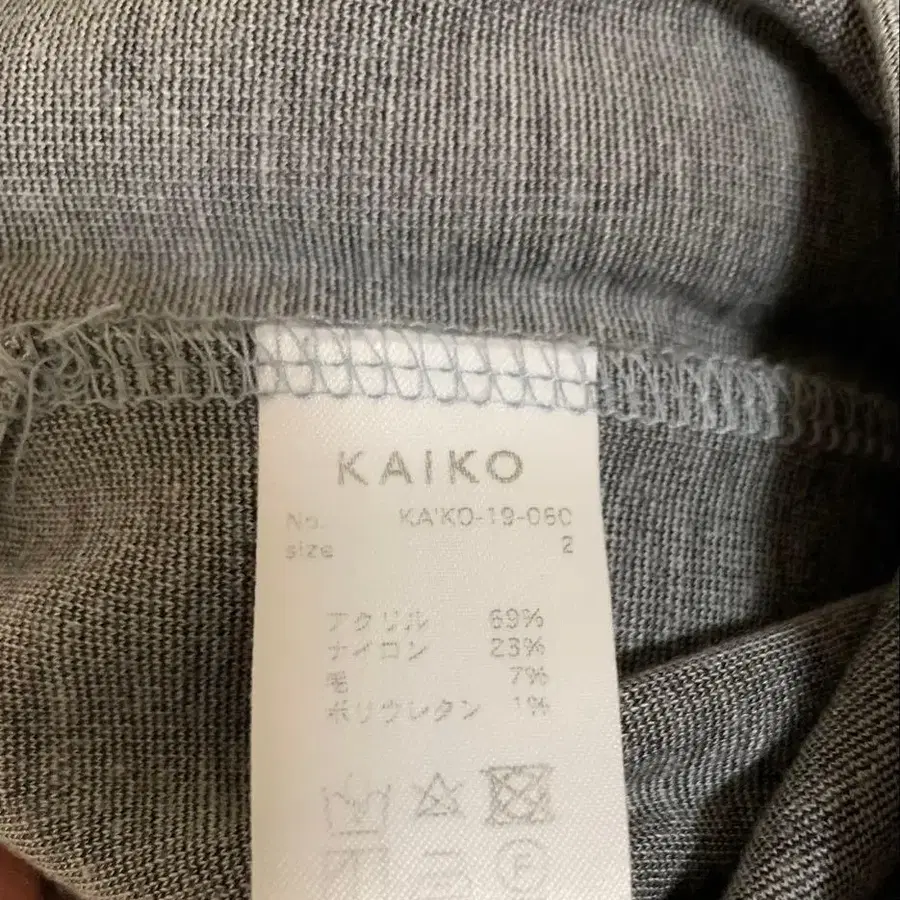 KAIKO
No. KAIKO-19-060
size 2
アクリル 69%
ナイロン 23%
毛 7%
ポリウレタン 1%
F